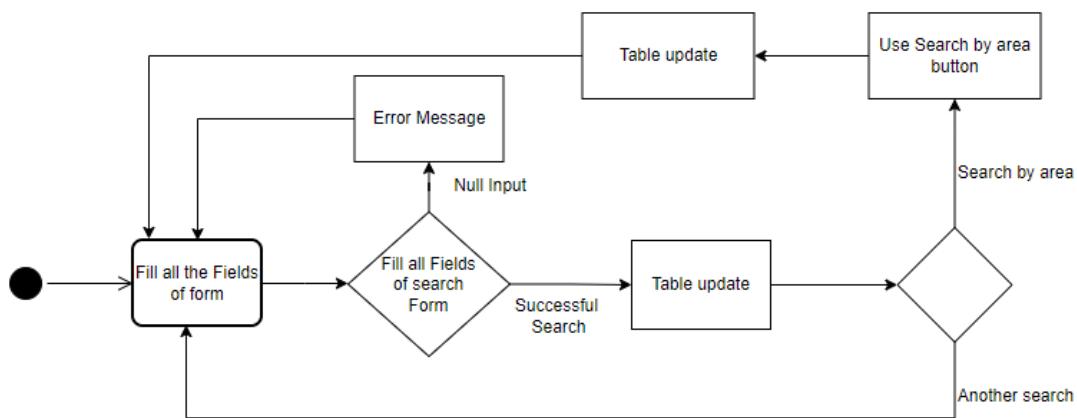 Table update
Use Search by area
button
Error Message
Null Input
Search by area
Fill all the Fields
of form
Fill all Fields
of search
Form
Successful
Search
Table update
Another search